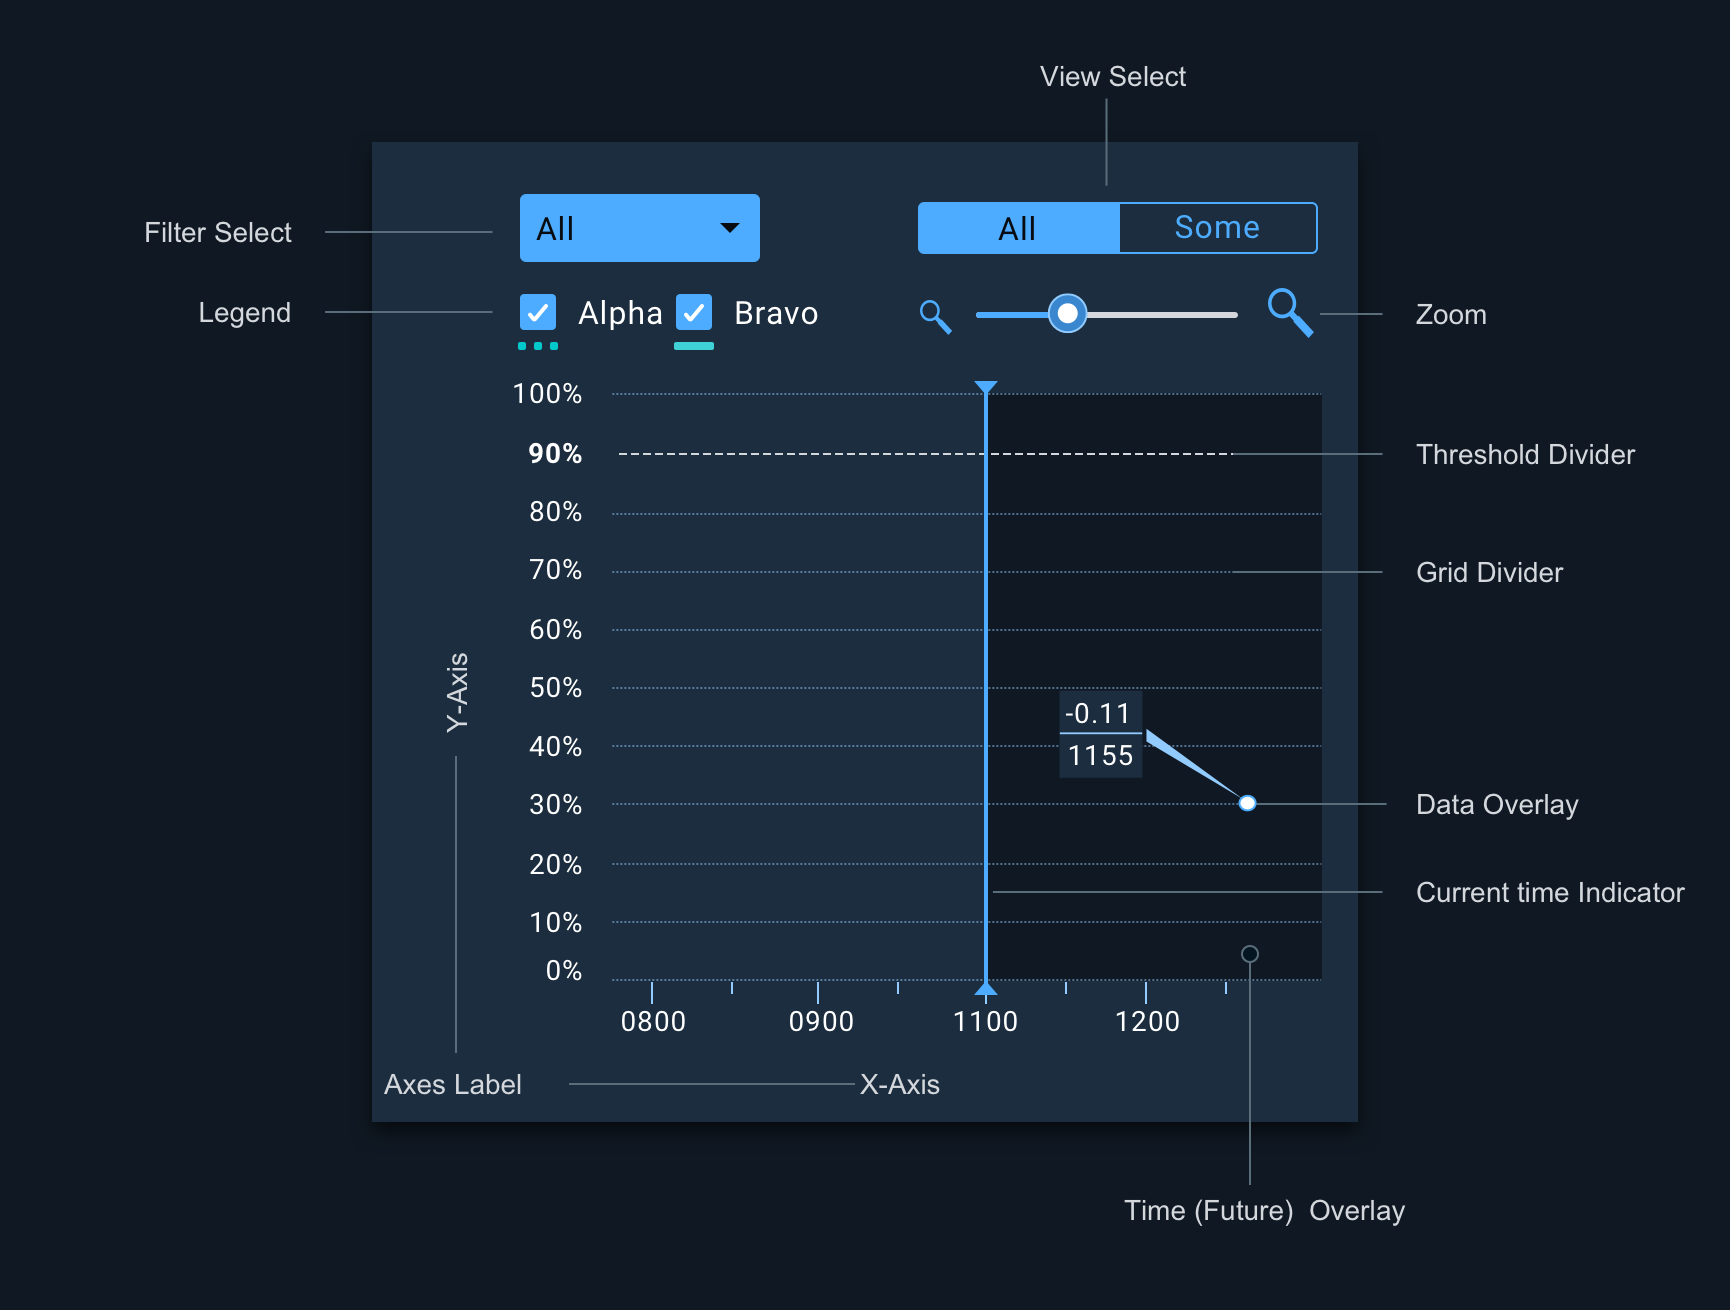 View Select
Filter Select
All
All
Some
Legend
Alpha
Bravo
Zoom
100%
90%
Threshold Divider
80%
70%
Grid Divider
60%
Y-Axis
50%
-0.11
40%
1155
30%
Data Overlay
20%
Current time Indicator
10%
0%
0800
0900
1100
1200
Axes Label
X-Axis
Time (Future)  Overlay